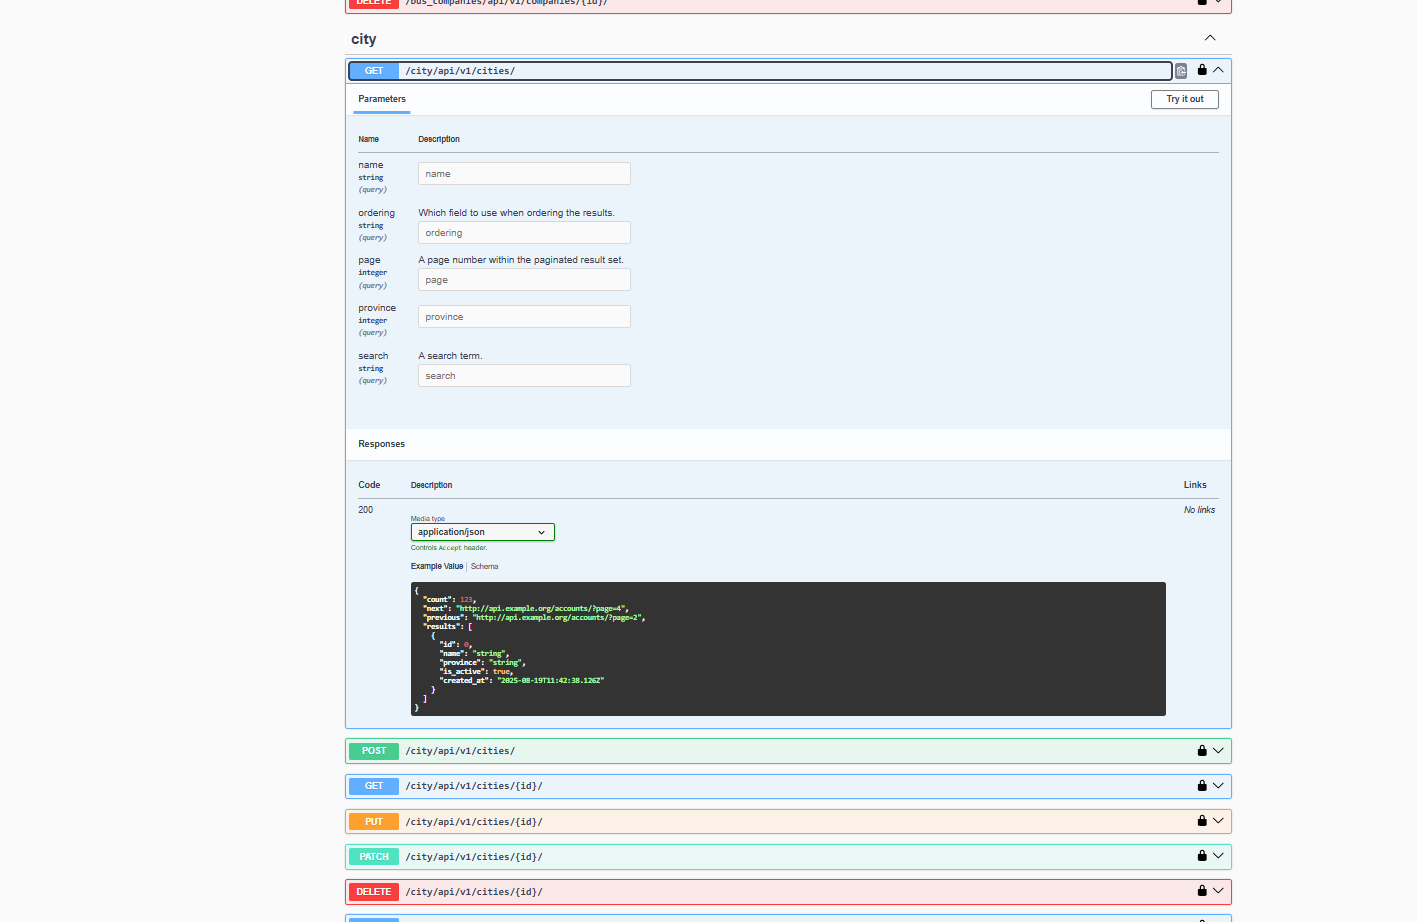 DELETE /bus_companies/api/v1/companies/{id}/
city
GET /city/api/v1/cities/
Parameters Try it out
Name Description
name name
string
(query)
ordering Which field to use when ordering the results.
string ordering
(query)
page A page number within the paginated result set.
integer page
(query)
province province
integer
(query)
search A search term.
string search
(query)
Responses
Code Description Links
200 No links
Media type
application/json
Controls Accept header.
Example Value Schema
{
"count": 123,
"next": "http://api.example.org/accounts/?page=4",
"previous": "http://api.example.org/accounts/?page=2",
"results": [
{
"id": 0,
"name": "string",
"province": "string",
"is_active": true,
"created_at": "2025-08-19T11:42:38.126Z"
}
]
}
POST /city/api/v1/cities/
GET /city/api/v1/cities/{id}/
PUT /city/api/v1/cities/{id}/
PATCH /city/api/v1/cities/{id}/
DELETE /city/api/v1/cities/{id}/